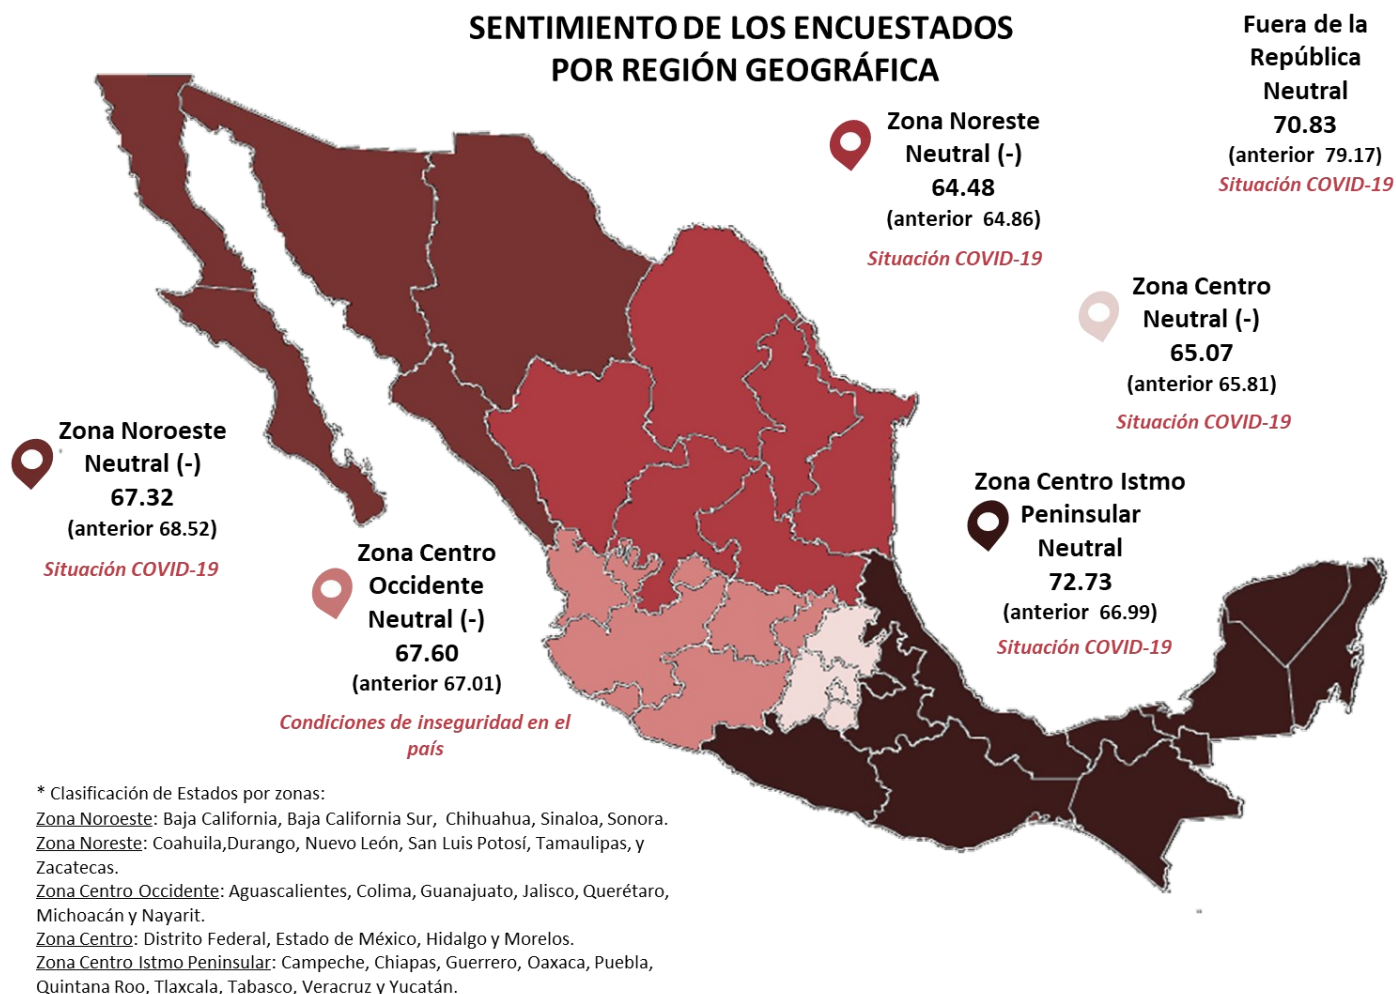 SENTIMIENTO DE LOS ENCUESTADOS
POR REGIÓN GEOGRÁFICA
Fuera de la
República
Neutral
70.83
(anterior 79.17)
Situación COVID-19
Zona Noreste
Neutral (-)
64.48
(anterior 64.86)
Situación COVID-19
Zona Centro
Neutral (-)
65.07
(anterior 65.81)
Situación COVID-19
Zona Noroeste
Neutral (-)
67.32
(anterior 68.52)
Situación COVID-19
Zona Centro
Occidente
Neutral (-)
67.60
(anterior 67.01)
Condiciones de inseguridad en el
país
Zona Centro Istmo
Peninsular
Neutral
72.73
(anterior 66.99)
Situación COVID-19
* Clasificación de Estados por zonas:
Zona Noroeste: Baja California, Baja California Sur, Chihuahua, Sinaloa, Sonora.
Zona Noreste: Coahuila,Durango, Nuevo León, San Luis Potosí, Tamaulipas, y
Zacatecas.
Zona Centro Occidente: Aguascalientes, Colima, Guanajuato, Jalisco, Querétaro,
Michoacán y Nayarit.
Zona Centro: Distrito Federal, Estado de México, Hidalgo y Morelos.
Zona Centro Istmo Peninsular: Campeche, Chiapas, Guerrero, Oaxaca, Puebla,
Quintana Roo, Tlaxcala, Tabasco, Veracruz y Yucatán.